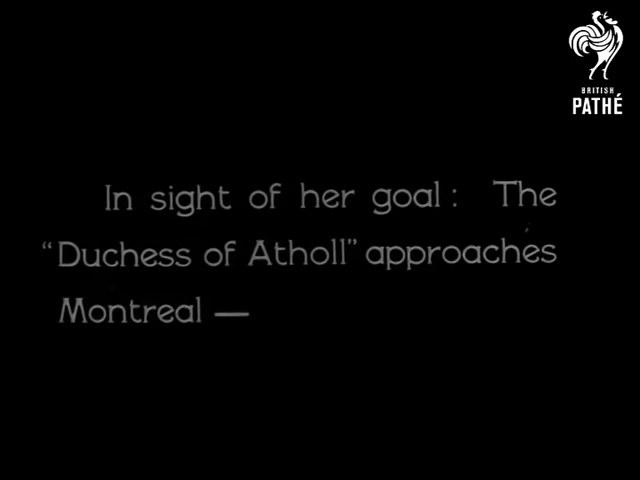 BRITISH
PATHÉ
In sight of her goal : The
“Duchess of Atholl” approaches
Montreal —